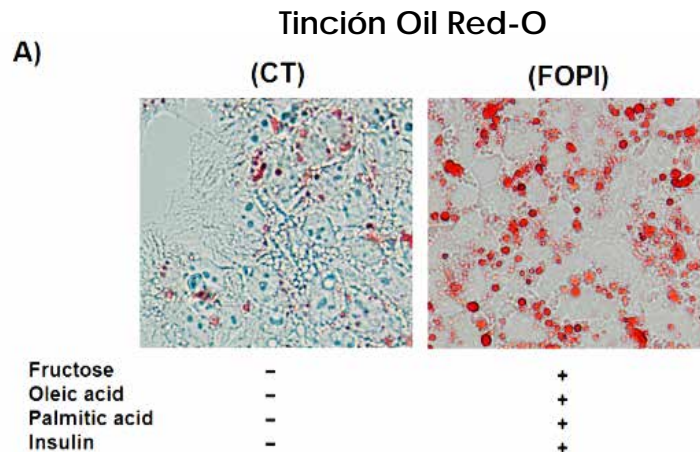 Tinción Oil Red-O
A)
(CT) (FOPI)
Fructose - +
Oleic acid - +
Palmitic acid - +
Insulin - +